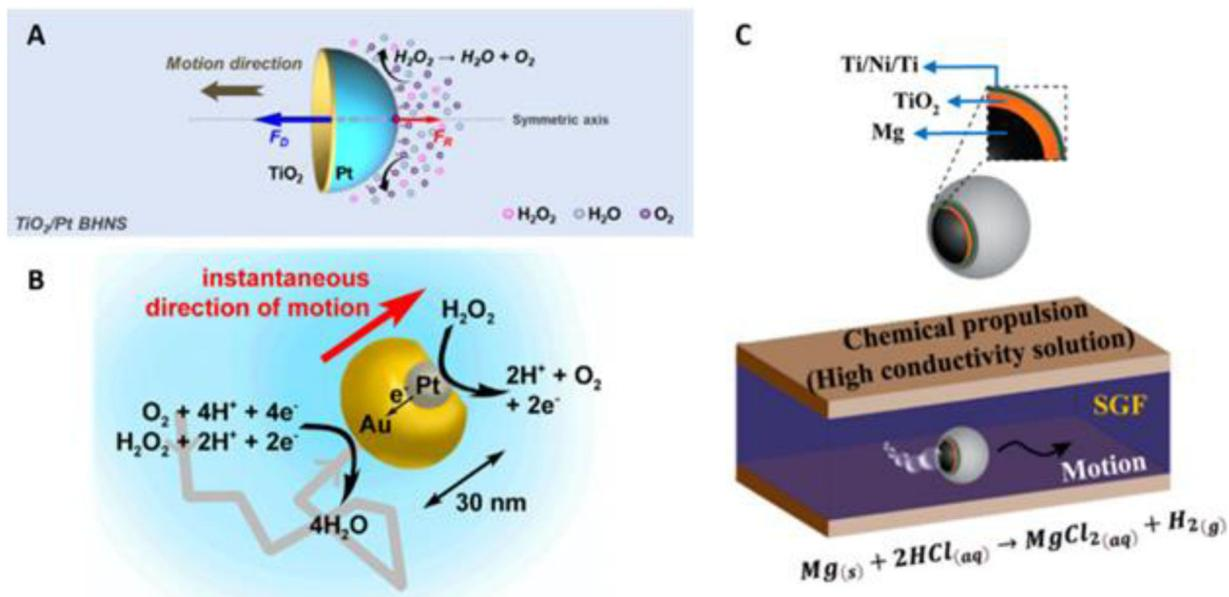 A
Motion direction
H₂O₂ → H₂O + O₂
F_D
F_R
Symmetric axis
TiO₂
Pt
TiO₂/Pt BHNS
H₂O₂ H₂O O₂
B
instantaneous
direction of motion
H₂O₂
Pt
e⁻
Au
2H⁺ + O₂
+ 2e⁻
O₂ + 4H⁺ + 4e⁻
H₂O₂ + 2H⁺ + 2e⁻
30 nm
4H₂O
C
Ti/Ni/Ti
TiO₂
Mg
Chemical propulsion
(High conductivity solution)
SGF
Motion
Mg(s) + 2HCl(aq) → MgCl₂(aq) + H₂(g)